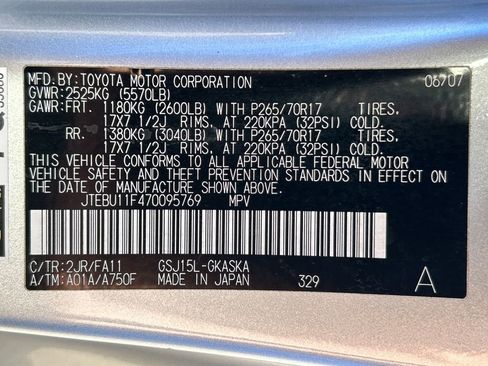 MFD.BY:TOYOTA MOTOR CORPORATION 06/07
GVWR:2525KG (5570LB)
GAWR:FRT. 1180KG (2600LB) WITH P265/70R17 TIRES,
17X7 1/2J RIMS, AT 220KPA (32PSI) COLD.
RR. 1380KG (3040LB) WITH P265/70R17 TIRES,
17X7 1/2J RIMS, AT 220KPA (32PSI) COLD.
THIS VEHICLE CONFORMS TO ALL APPLICABLE FEDERAL MOTOR
VEHICLE SAFETY AND THEFT PREVENTION STANDARDS IN EFFECT ON
THE DATE OF MANUFACTURE SHOWN ABOVE.
JTEBU11F470095769 MPV
C/TR:2JR/FA11 GSJ15L-GKASKA
A/TM:A01A/A750F MADE IN JAPAN 329 A